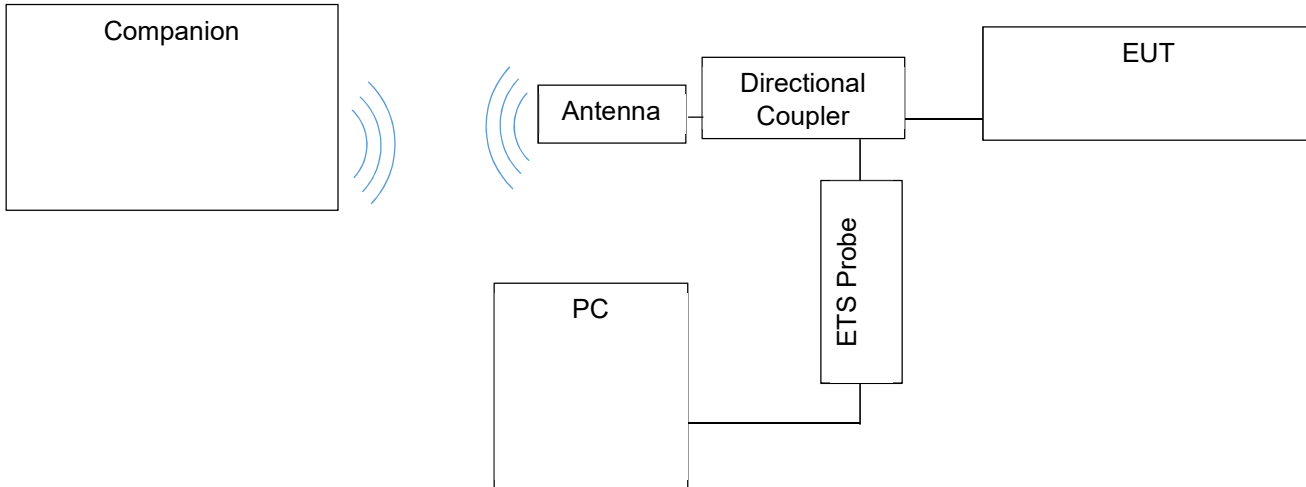 Companion
Antenna
Directional
Coupler
EUT
ETS Probe
PC